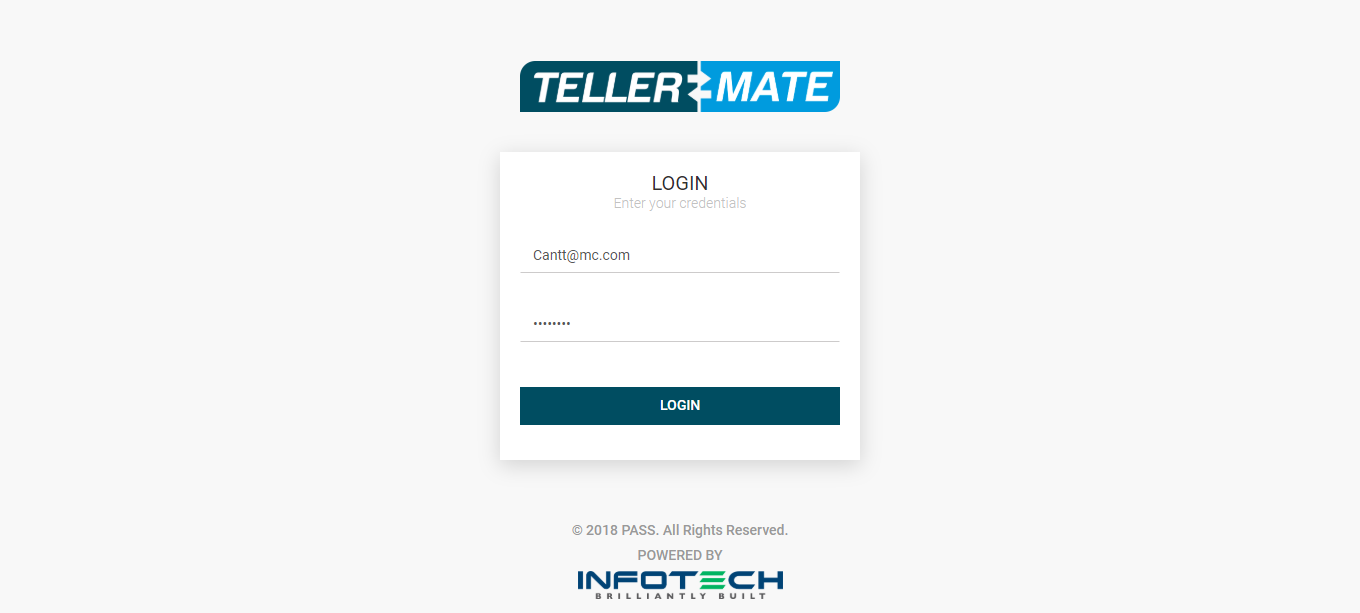 TELLER MATE
LOGIN
Enter your credentials
Cantt@mc.com
••••••••
LOGIN
© 2018 PASS. All Rights Reserved.
POWERED BY
INFOTECH
BRILLIANTLY BUILT